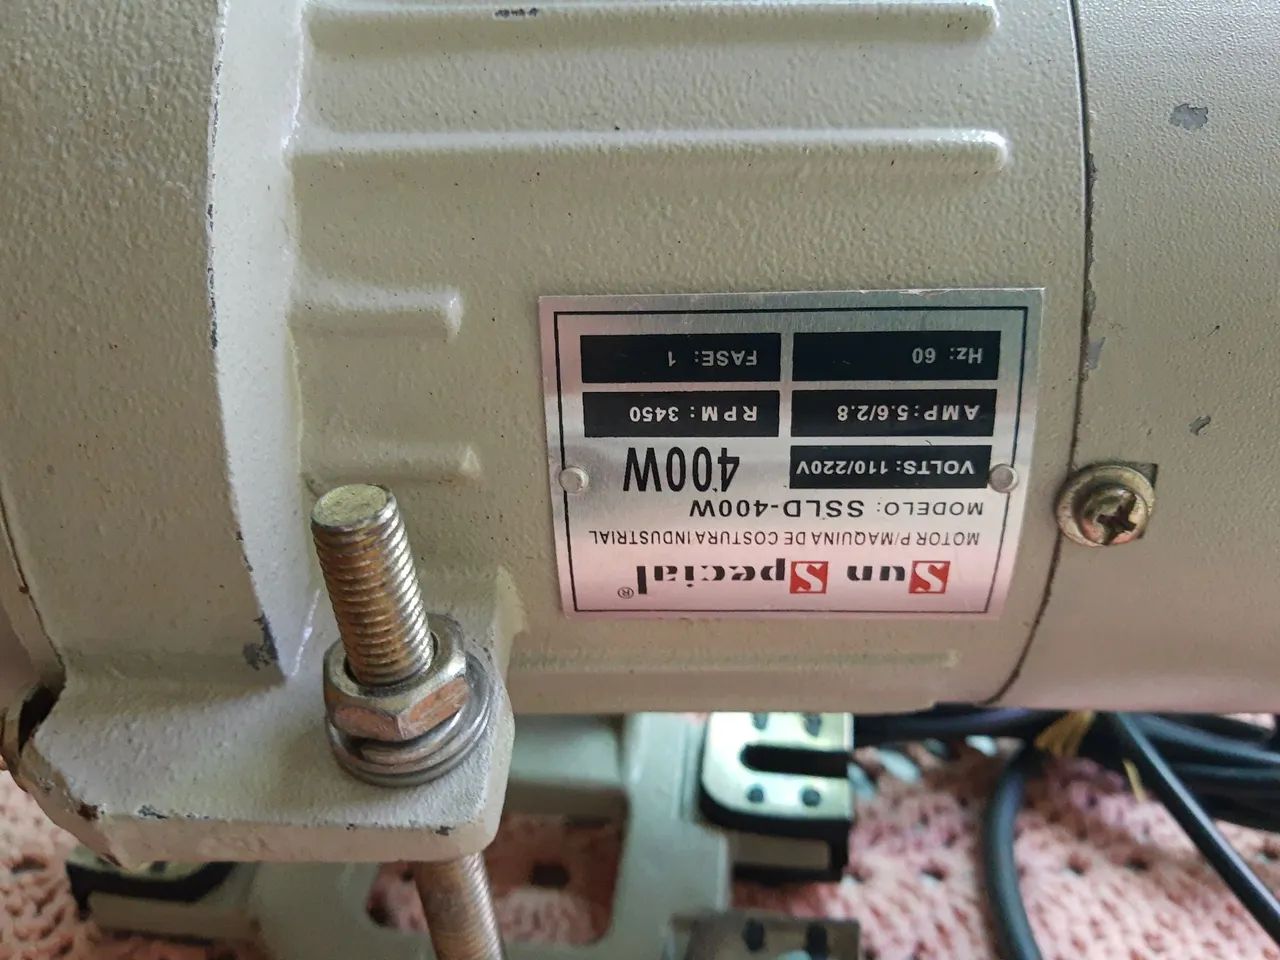 Sun Special®
MOTOR P/MAQUINA DE COSTURA INDUSTRIAL
MODELO: SSLD-400W
VOLTS: 110/220V 400W
AMP: 5.6/2.8 RPM: 3450
Hz: 60 FASE: 1